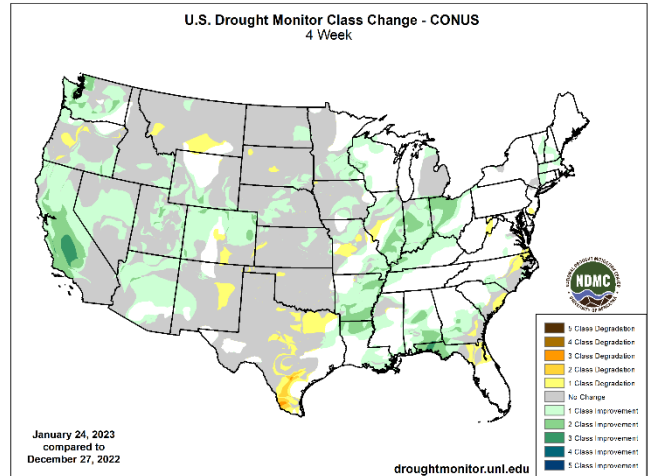 U.S. Drought Monitor Class Change - CONUS
4 Week
NDMC
5 Class Degradation
4 Class Degradation
3 Class Degradation
2 Class Degradation
1 Class Degradation
No Change
1 Class Improvement
2 Class Improvement
3 Class Improvement
4 Class Improvement
5 Class Improvement
January 24, 2023
compared to
December 27, 2022
droughtmonitor.unl.edu